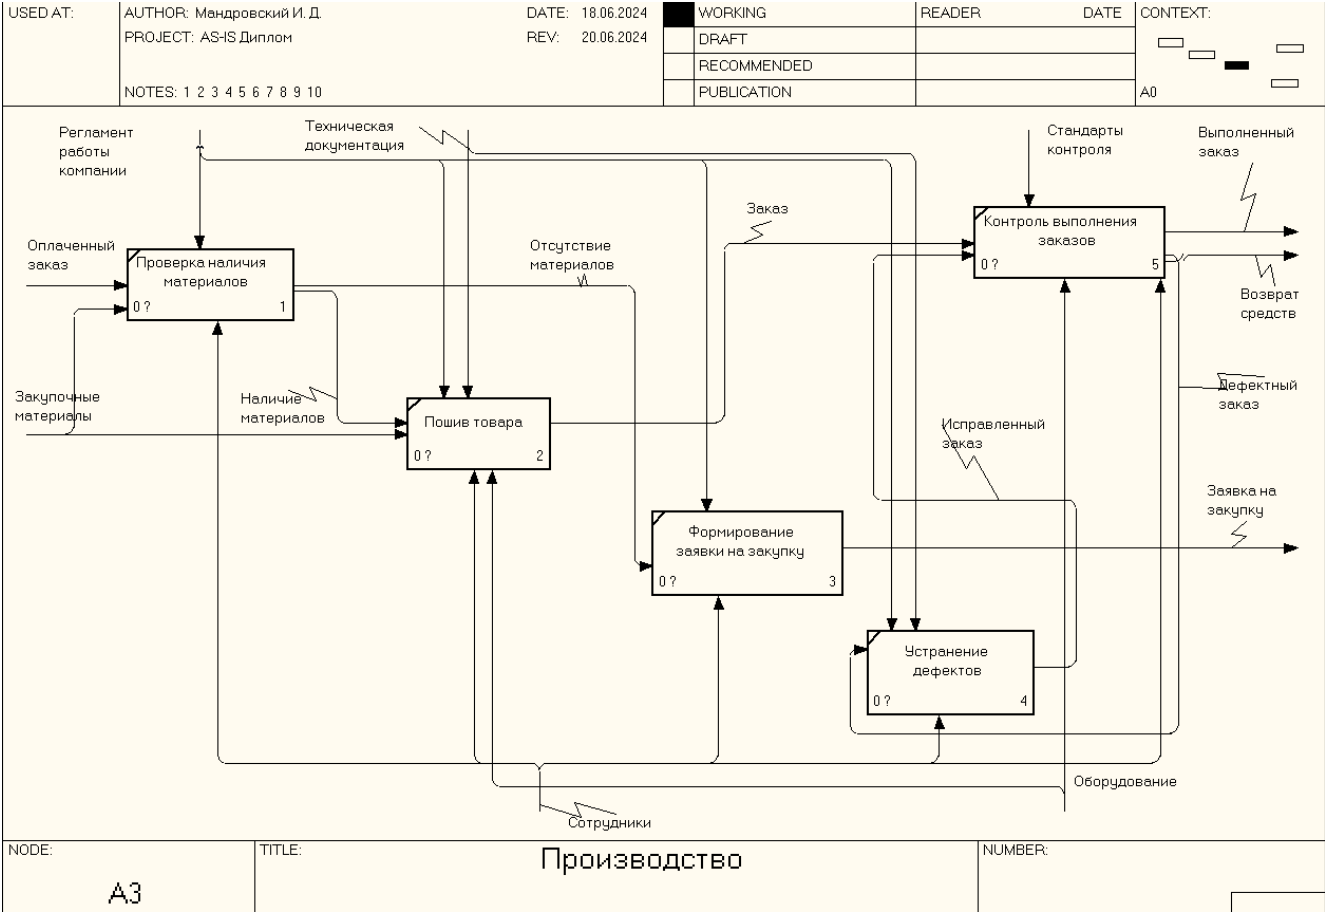 USED AT:
AUTHOR: Мандровский И. Д.
DATE: 18.06.2024
WORKING
READER
DATE
CONTEXT:
PROJECT: AS-IS Диплом
REV: 20.06.2024
DRAFT
RECOMMENDED
NOTES: 1 2 3 4 5 6 7 8 9 10
PUBLICATION
A0
Регламент
работы
компании
Техническая
документация
Стандарты
контроля
Выполненный
заказ
Оплаченный
заказ
Проверка наличия
материалов
0 ?
1
Отсутствие
материалов
Заказ
Контроль выполнения
заказов
0 ?
5
Возврат
средств
Закупочные
материалы
Наличие
материалов
Пошив товара
0 ?
2
Дефектный
заказ
Исправленный
заказ
Формирование
заявки на закупку
0 ?
3
Заявка на
закупку
Устранение
дефектов
0 ?
4
Оборудование
Сотрудники
NODE:
A3
TITLE:
Производство
NUMBER: